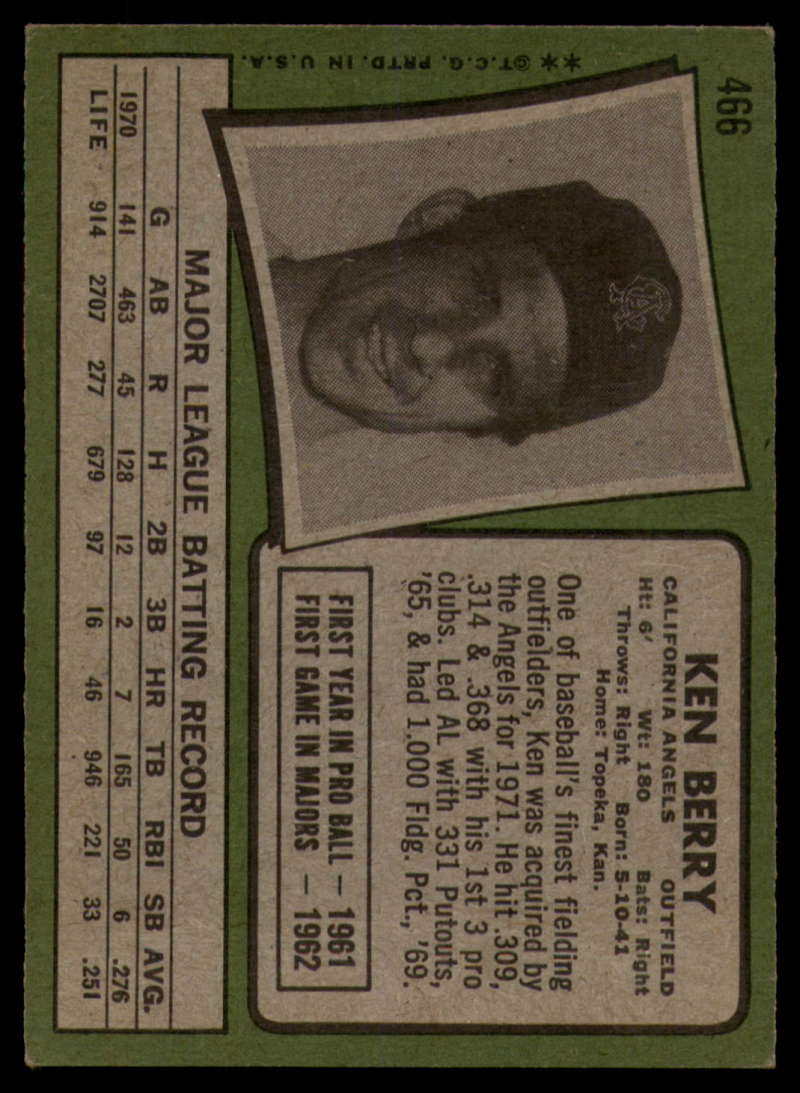 466
KEN BERRY
CALIFORNIA ANGELS OUTFIELD
Ht: 6' Wt: 180 Bats: Right
Throws: Right Born: 5-10-41
Home: Topeka, Kan.
One of baseball's finest fielding
outfielders, Ken was acquired by
the Angels for 1971. He hit .309,
.314 & .368 with his 1st 3 pro
clubs. Led AL with 331 Putouts,
'65, & had 1.000 Fldg. Pct., '69.
FIRST YEAR IN PRO BALL — 1961
FIRST GAME IN MAJORS — 1962
CA
MAJOR LEAGUE BATTING RECORD
G AB R H 2B 3B HR TB RBI SB AVG.
1970 141 463 45 128 12 2 7 165 50 6 .276
LIFE 914 2707 277 679 97 16 46 946 221 33 .251
**©T.C.G. PRTD. IN U.S.A.